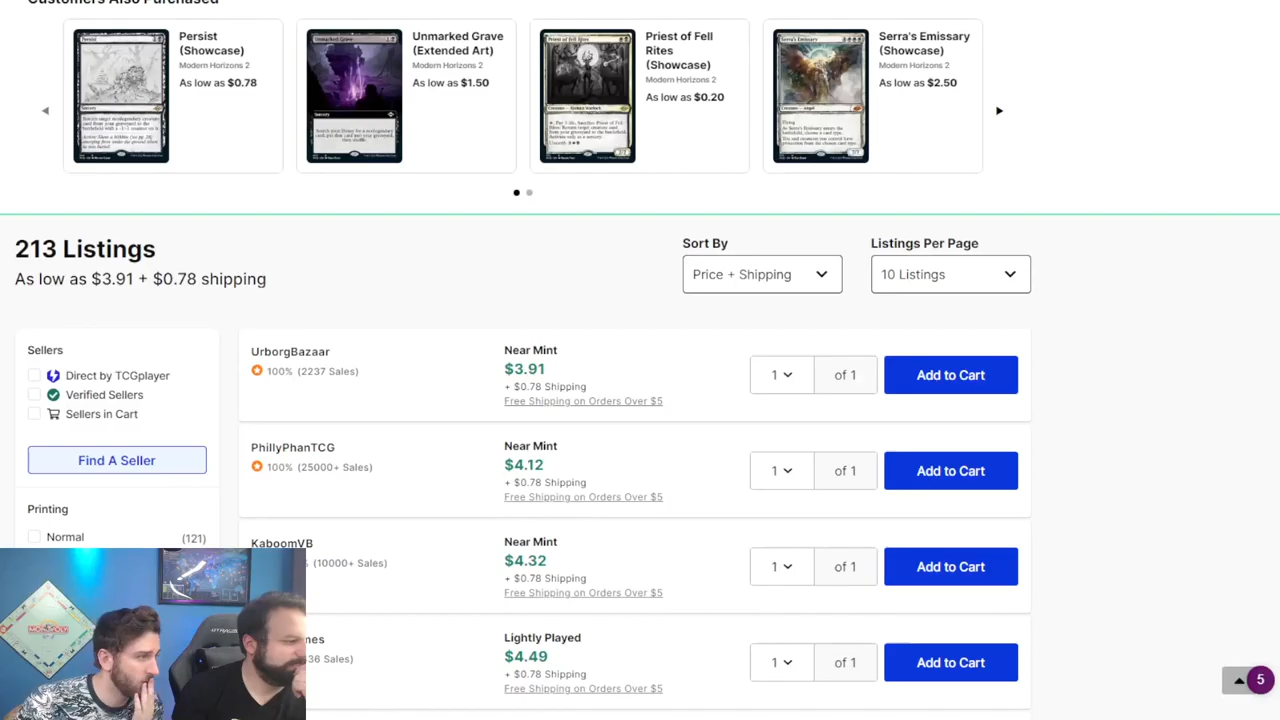 Customers Also Purchased
Persist
(Showcase)
Modern Horizons 2
As low as $0.78
Unmarked Grave
(Extended Art)
Modern Horizons 2
As low as $1.50
Priest of Fell
Rites
(Showcase)
Modern Horizons 2
As low as $0.20
Serra's Emissary
(Showcase)
Modern Horizons 2
As low as $2.50
213 Listings
As low as $3.91 + $0.78 shipping
Sort By
Price + Shipping
Listings Per Page
10 Listings
Sellers
Direct by TCGplayer
Verified Sellers
Sellers in Cart
Find A Seller
Printing
Normal (121)
UrborgBazaar
100% (2237 Sales)
Near Mint
$3.91
+ $0.78 Shipping
Free Shipping on Orders Over $5
1 of 1
Add to Cart
PhillyPhanTCG
100% (25000+ Sales)
Near Mint
$4.12
+ $0.78 Shipping
Free Shipping on Orders Over $5
1 of 1
Add to Cart
KaboomVB
(10000+ Sales)
Near Mint
$4.32
+ $0.78 Shipping
Free Shipping on Orders Over $5
1 of 1
Add to Cart
mes
36 Sales)
Lightly Played
$4.49
+ $0.78 Shipping
Free Shipping on Orders Over $5
1 of 1
Add to Cart
5
MONOPOLY